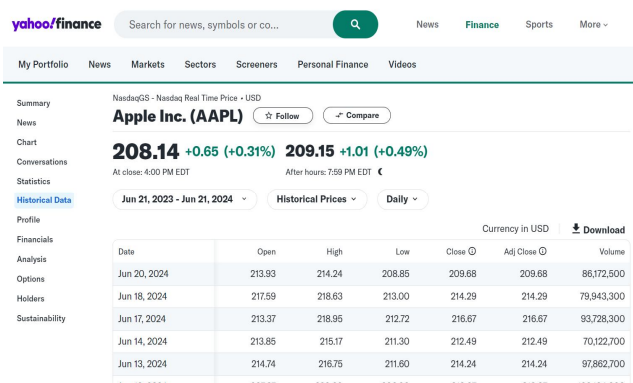 yahoo!finance Search for news, symbols or co... News Finance Sports More
My Portfolio News Markets Sectors Screeners Personal Finance Videos
Summary
News
Chart
Conversations
Statistics
Historical Data
Profile
Financials
Analysis
Options
Holders
Sustainability
NasdaqGS - Nasdaq Real Time Price • USD
Apple Inc. (AAPL) Follow Compare
208.14 +0.65 (+0.31%) 209.15 +1.01 (+0.49%)
At close: 4:00 PM EDT After hours: 7:59 PM EDT
Jun 21, 2023 - Jun 21, 2024 Historical Prices Daily
Currency in USD Download
Date Open High Low Close Adj Close Volume
Jun 20, 2024 213.93 214.24 208.85 209.68 209.68 86,172,500
Jun 18, 2024 217.59 218.63 213.00 214.29 214.29 79,943,300
Jun 17, 2024 213.37 218.95 212.72 216.67 216.67 93,728,300
Jun 14, 2024 213.85 215.17 211.30 212.49 212.49 70,122,700
Jun 13, 2024 214.74 216.75 211.60 214.24 214.24 97,862,700